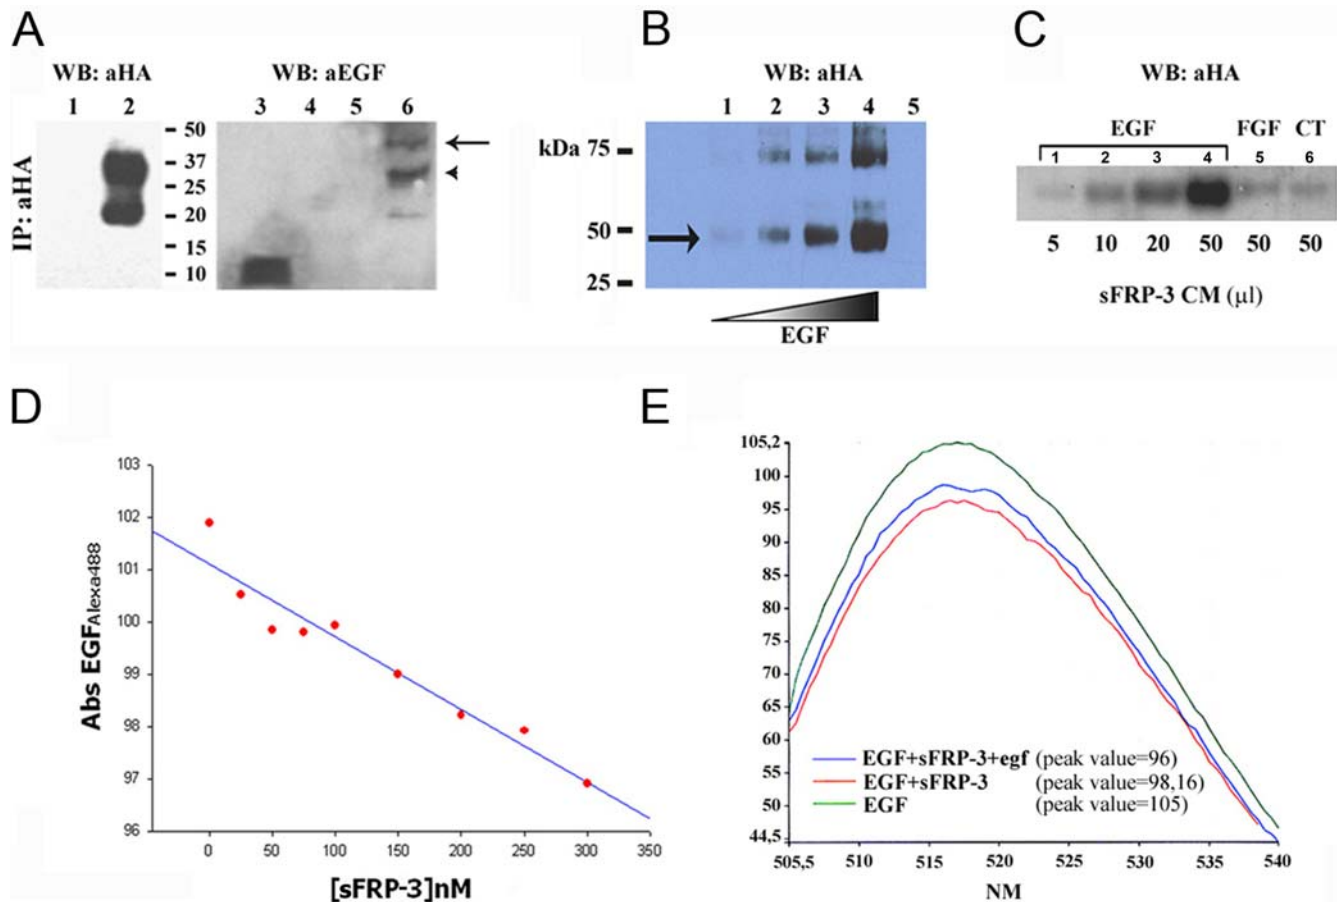 A
WB: aHA
WB: aEGF
1 2
3 4 5 6
IP: aHA
50
37
25
20
15
10
B
WB: aHA
1 2 3 4 5
kDa 75
50
25
EGF
C
WB: aHA
EGF FGF CT
1 2 3 4 5 6
5 10 20 50 50 50
sFRP-3 CM (µl)
D
103
102
101
100
99
98
97
96
Abs EGFAlexa488
0 50 100 150 200 250 300 350
[sFRP-3]nM
E
105,2
100
95
90
85
80
75
70
65
60
55
50
44,5
EGF+sFRP-3+egf (peak value=96)
EGF+sFRP-3 (peak value=98,16)
EGF (peak value=105)
505,5 510 515 520 525 530 535 540
NM